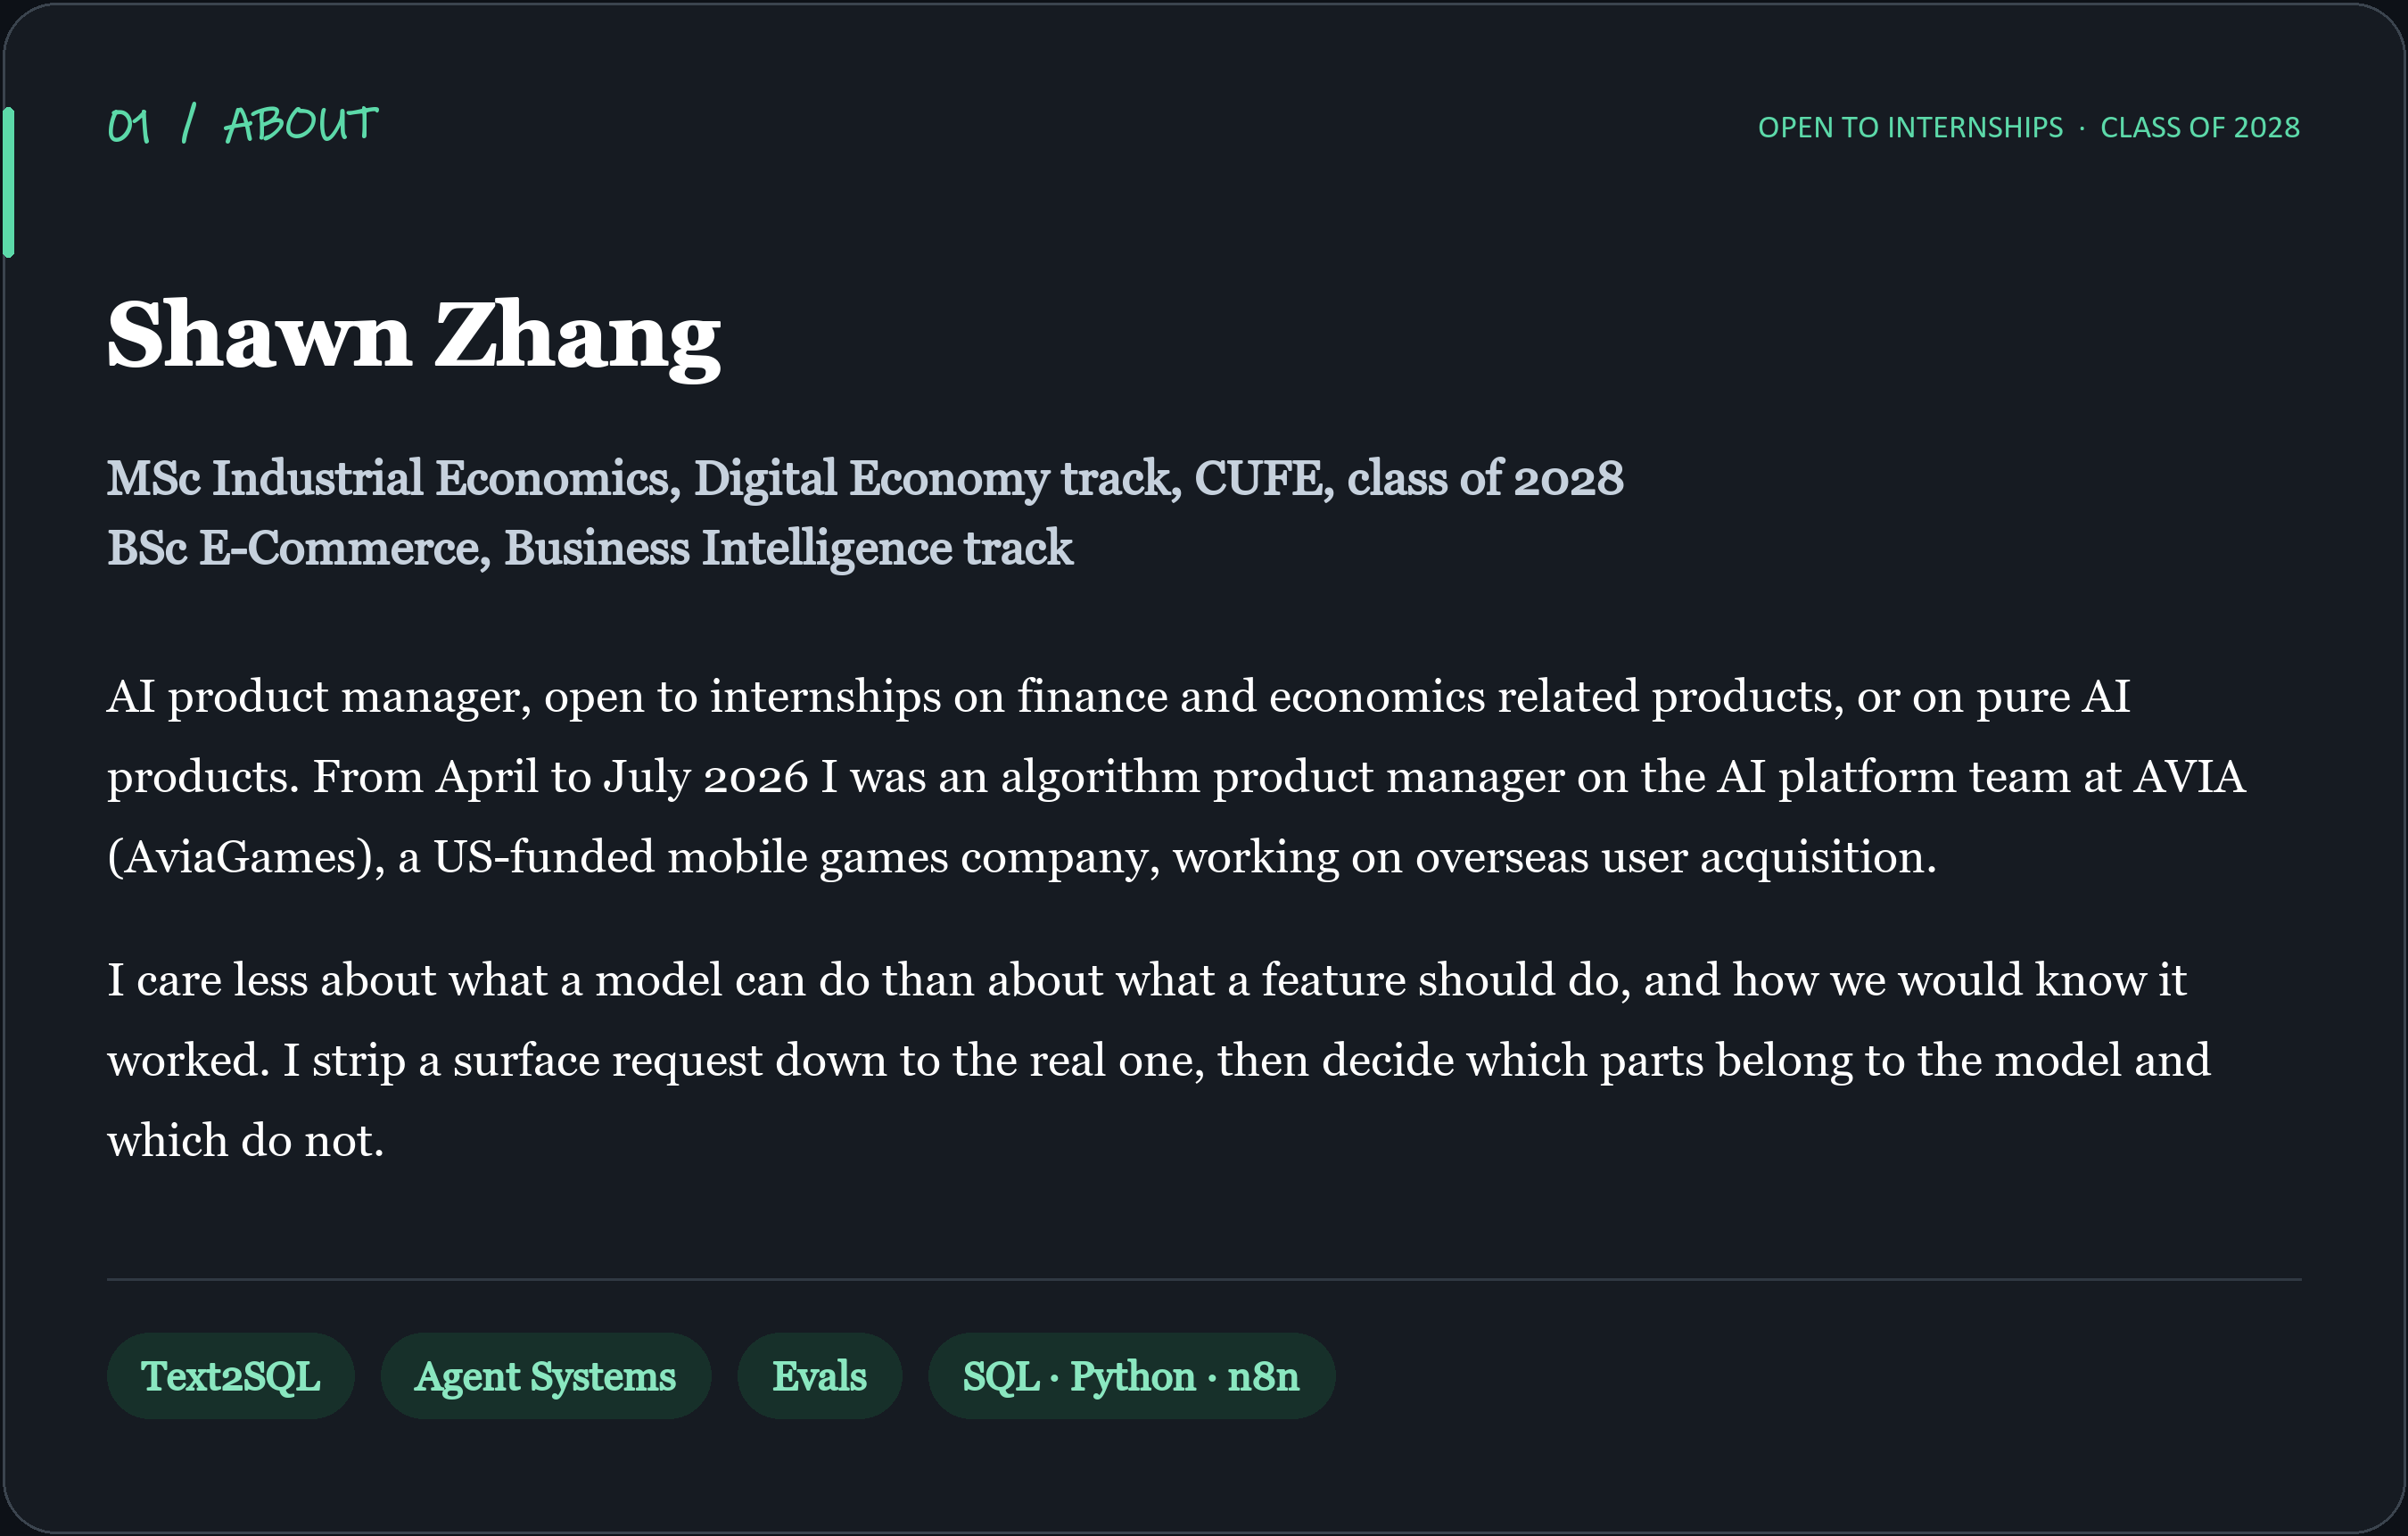 01 / ABOUT
OPEN TO INTERNSHIPS · CLASS OF 2028
Shawn Zhang
MSc Industrial Economics, Digital Economy track, CUFE, class of 2028
BSc E-Commerce, Business Intelligence track
AI product manager, open to internships on finance and economics related products, or on pure AI
products. From April to July 2026 I was an algorithm product manager on the AI platform team at AVIA
(AviaGames), a US-funded mobile games company, working on overseas user acquisition.
I care less about what a model can do than about what a feature should do, and how we would know it
worked. I strip a surface request down to the real one, then decide which parts belong to the model and
which do not.
Text2SQL
Agent Systems
Evals
SQL · Python · n8n